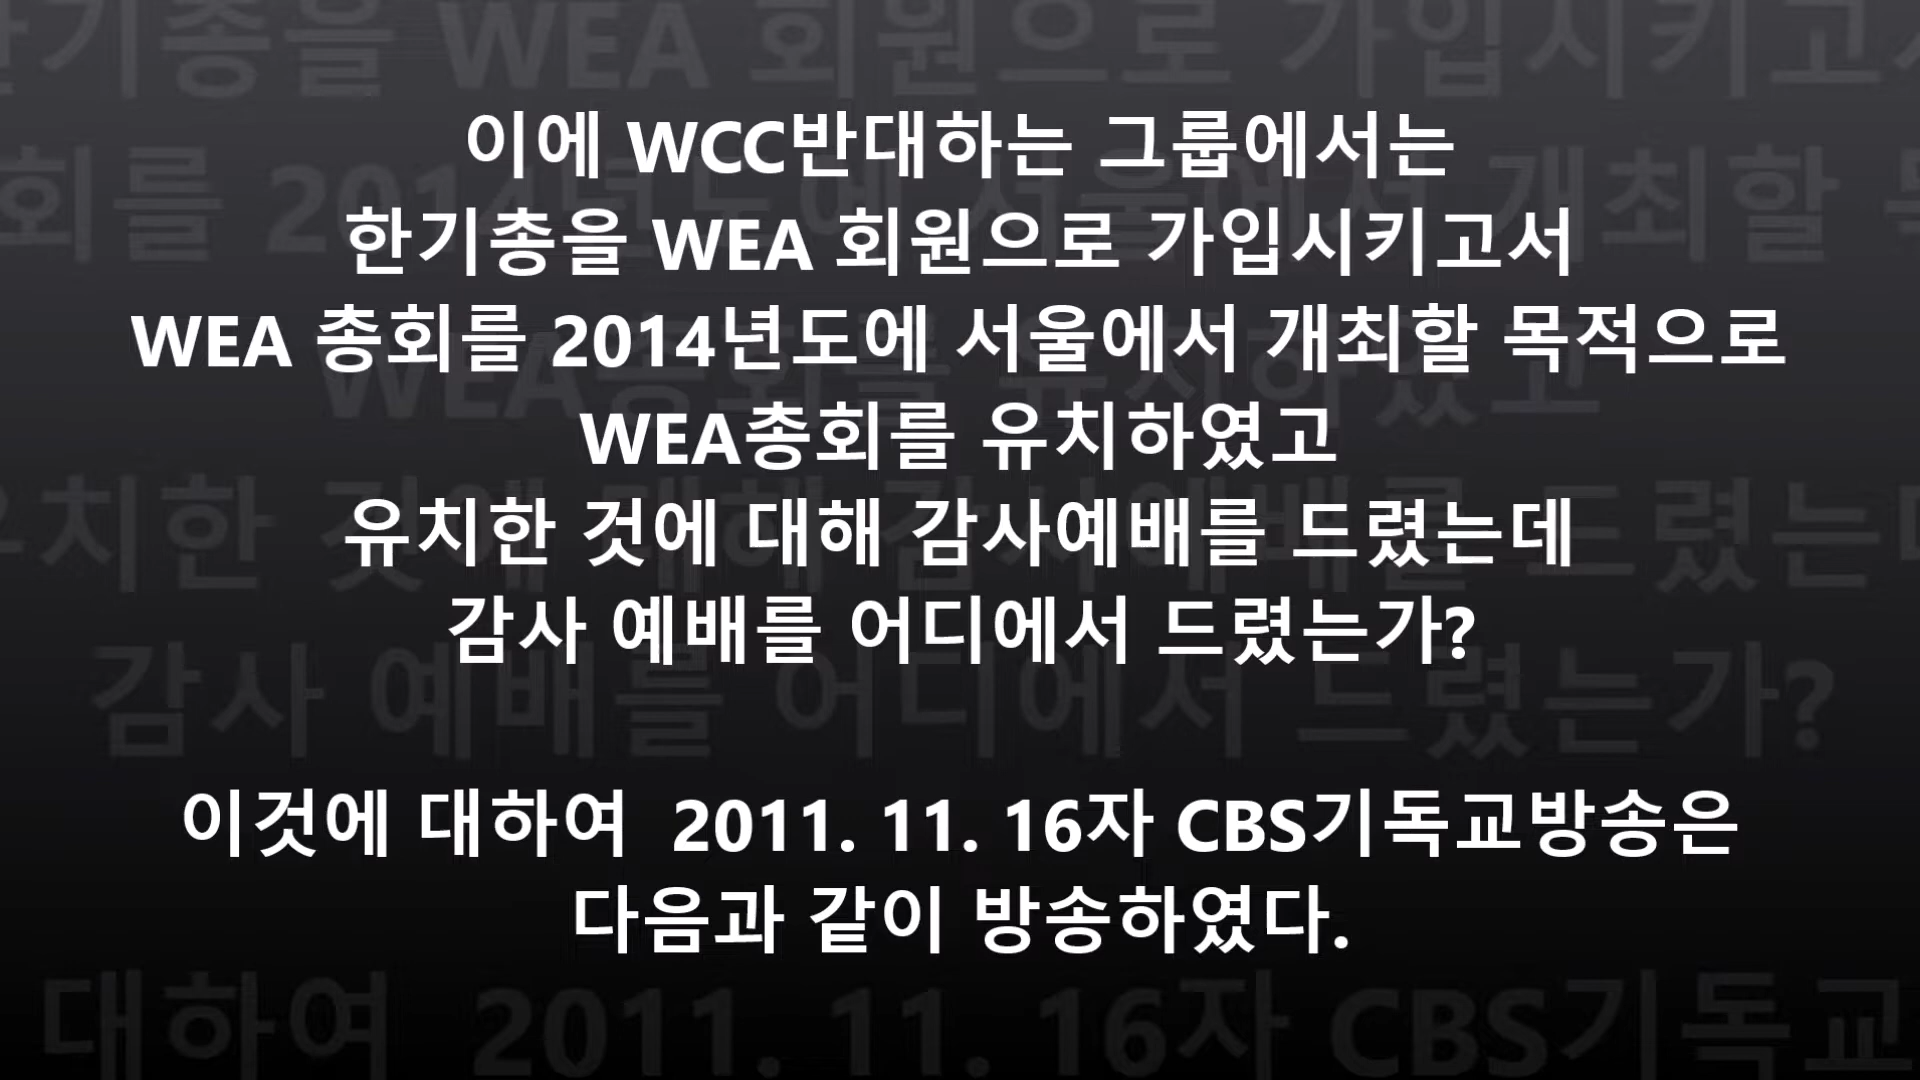 이에 WCC반대하는 그룹에서는
한기총을 WEA 회원으로 가입시키고서
WEA 총회를 2014년도에 서울에서 개최할 목적으로
WEA총회를 유치하였고
유치한 것에 대해 감사예배를 드렸는데
감사 예배를 어디에서 드렸는가?
이것에 대하여  2011. 11. 16자 CBS기독교방송은
다음과 같이 방송하였다.